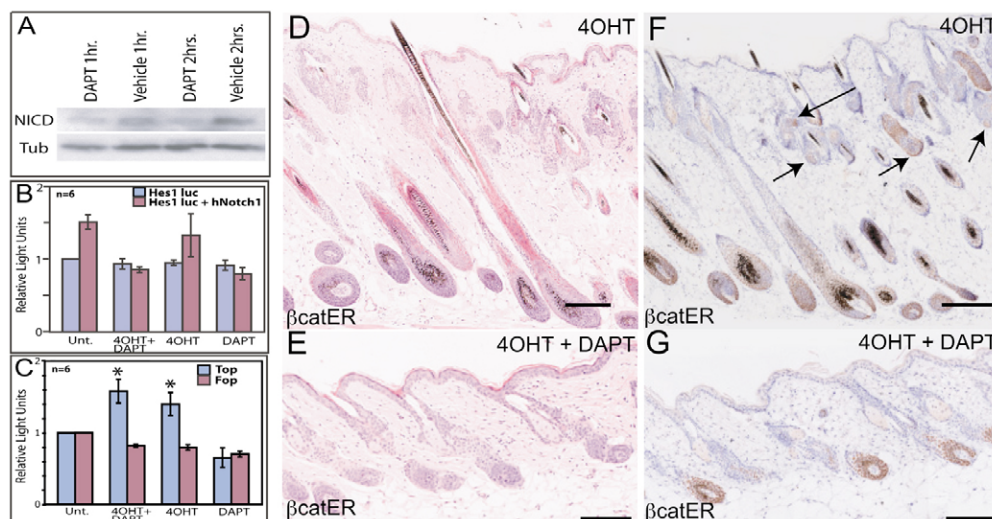 A
DAPT 1hr.
Vehicle 1hr.
DAPT 2hrs.
Vehicle 2hrs.
NICD
Tub
B
n=6
Hes1 luc
Hes1 luc + hNotch1
Relative Light Units
2
1
0
Unt.
4OHT+
DAPT
4OHT
DAPT
C
n=6
Top
Fop
* *
Relative Light Units
2
1
0
Unt.
4OHT+
DAPT
4OHT
DAPT
D
4OHT
βcatER
E
4OHT + DAPT
βcatER
F
4OHT
βcatER
G
4OHT + DAPT
βcatER